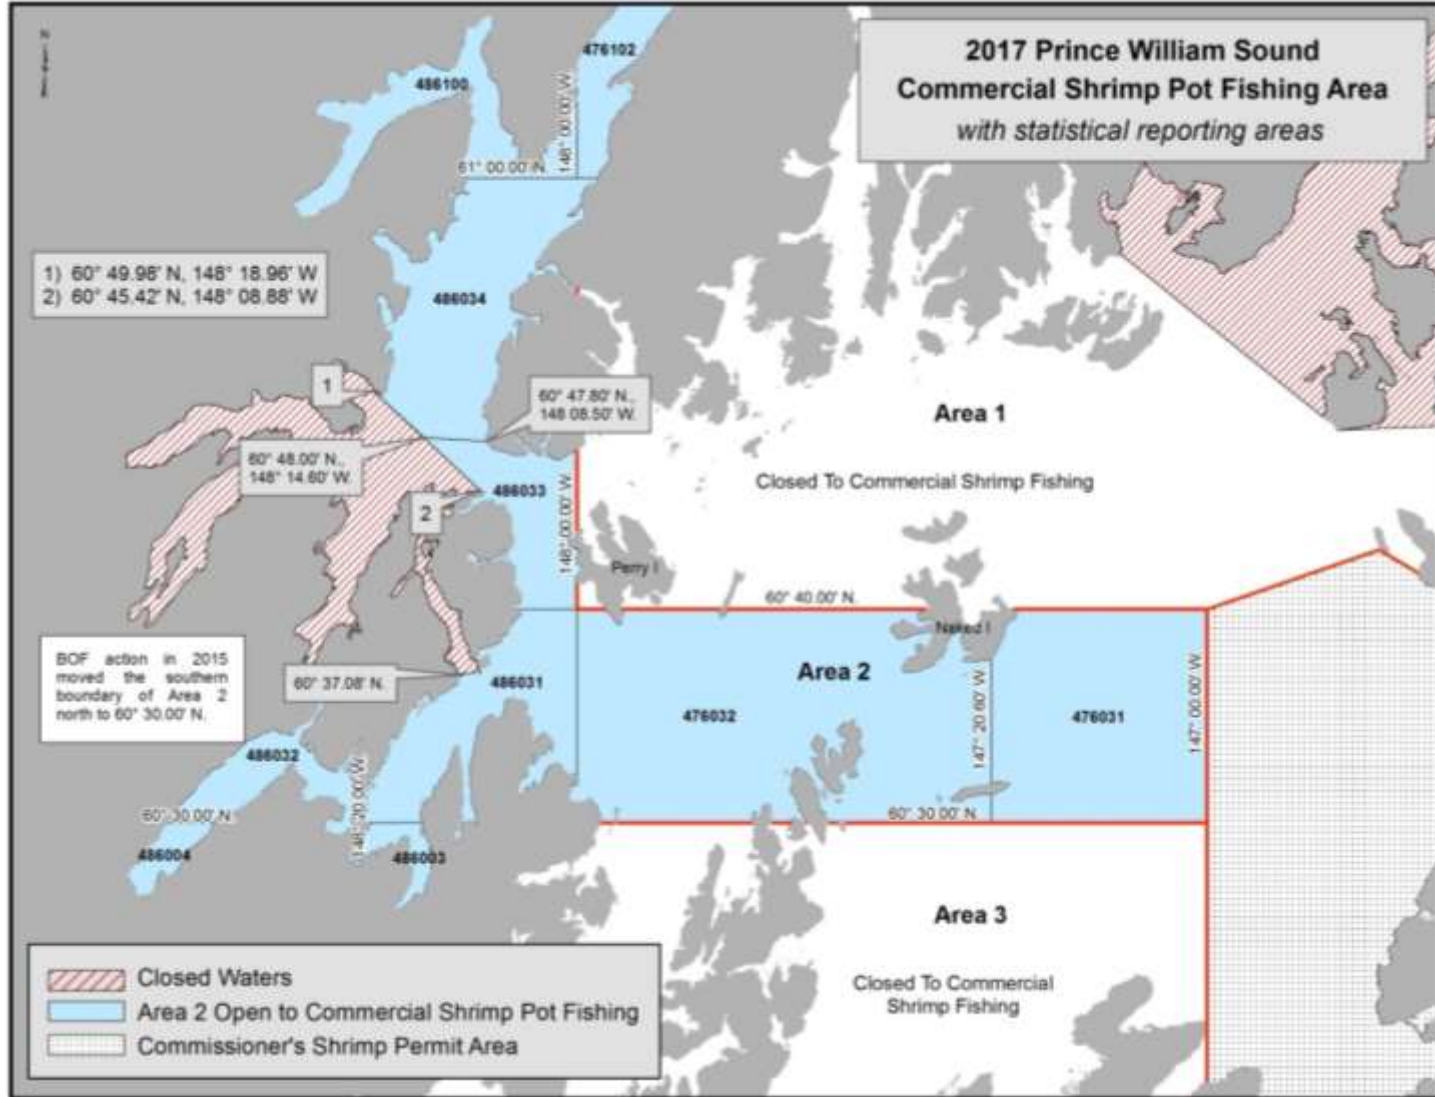 2017 Prince William Sound
Commercial Shrimp Pot Fishing Area
with statistical reporting areas
476102
486100
148° 00.00' W
61° 00.00' N.
1) 60° 49.98' N, 148° 18.96' W
2) 60° 45.42' N, 148° 08.88' W
486034
1
60° 47.80' N.,
148 08.50' W.
Area 1
60° 48.00' N.,
148° 14.60' W.
Closed To Commercial Shrimp Fishing
486033
2
148° 00.00' W
Perry I
60° 40.00' N.
Naked I
BOF action in 2015
moved the southern
boundary of Area 2
north to 60° 30.00' N.
60° 37.08' N.
486031
Area 2
476032
147° 20.60' W
476031
147° 00.00' W
486032
148° 20.00' W
60° 30.00' N.
60° 30.00' N.
486004
486003
Area 3
Closed To Commercial
Shrimp Fishing
Closed Waters
Area 2 Open to Commercial Shrimp Pot Fishing
Commissioner's Shrimp Permit Area